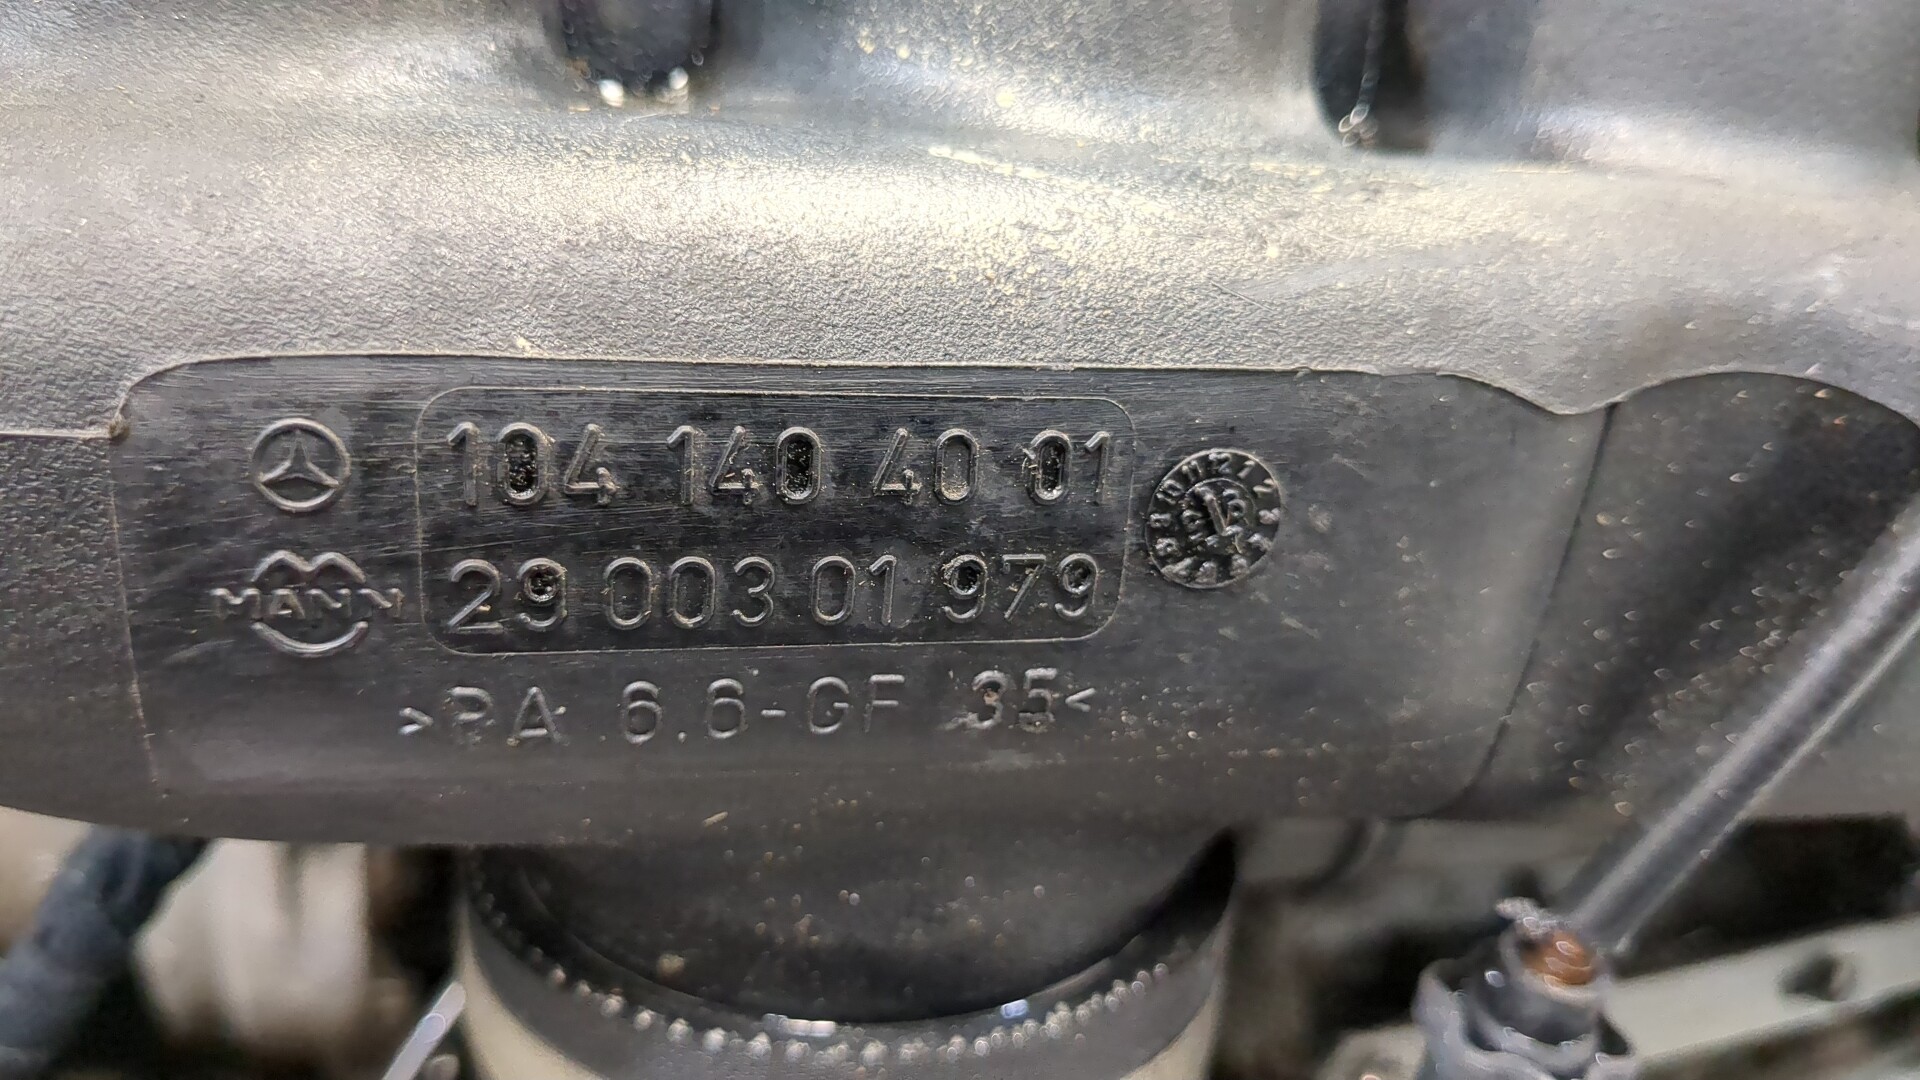 104 140 40 01
MANN
29 003 01 979
>PA 6.6-GF 35<